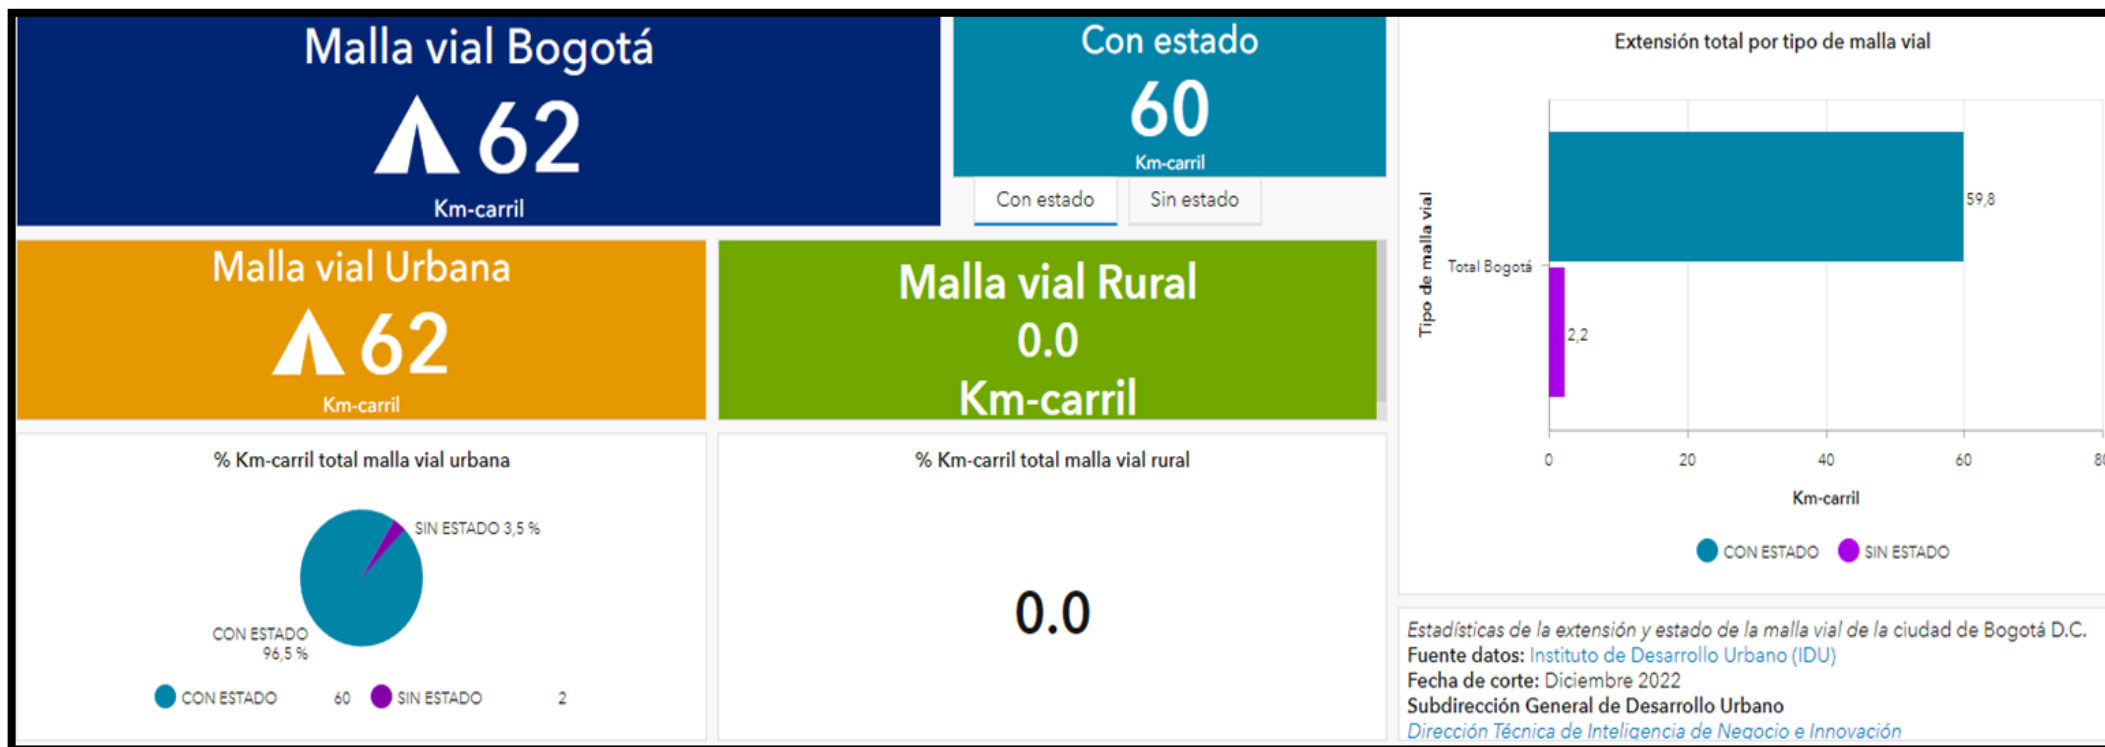 Malla vial Bogotá
62
Km-carril
Con estado
60
Km-carril
Con estado
Sin estado
Malla vial Urbana
62
Km-carril
Malla vial Rural
0.0
Km-carril
% Km-carril total malla vial urbana
SIN ESTADO 3,5 %
CON ESTADO
96,5 %
CON ESTADO 60 SIN ESTADO 2
% Km-carril total malla vial rural
0.0
Extensión total por tipo de malla vial
Tipo de malla vial
Total Bogotá
59,8
2,2
0 20 40 60 80
Km-carril
CON ESTADO SIN ESTADO
Estadísticas de la extensión y estado de la malla vial de la ciudad de Bogotá D.C.
Fuente datos: Instituto de Desarrollo Urbano (IDU)
Fecha de corte: Diciembre 2022
Subdirección General de Desarrollo Urbano
Dirección Técnica de Inteligencia de Negocio e Innovación